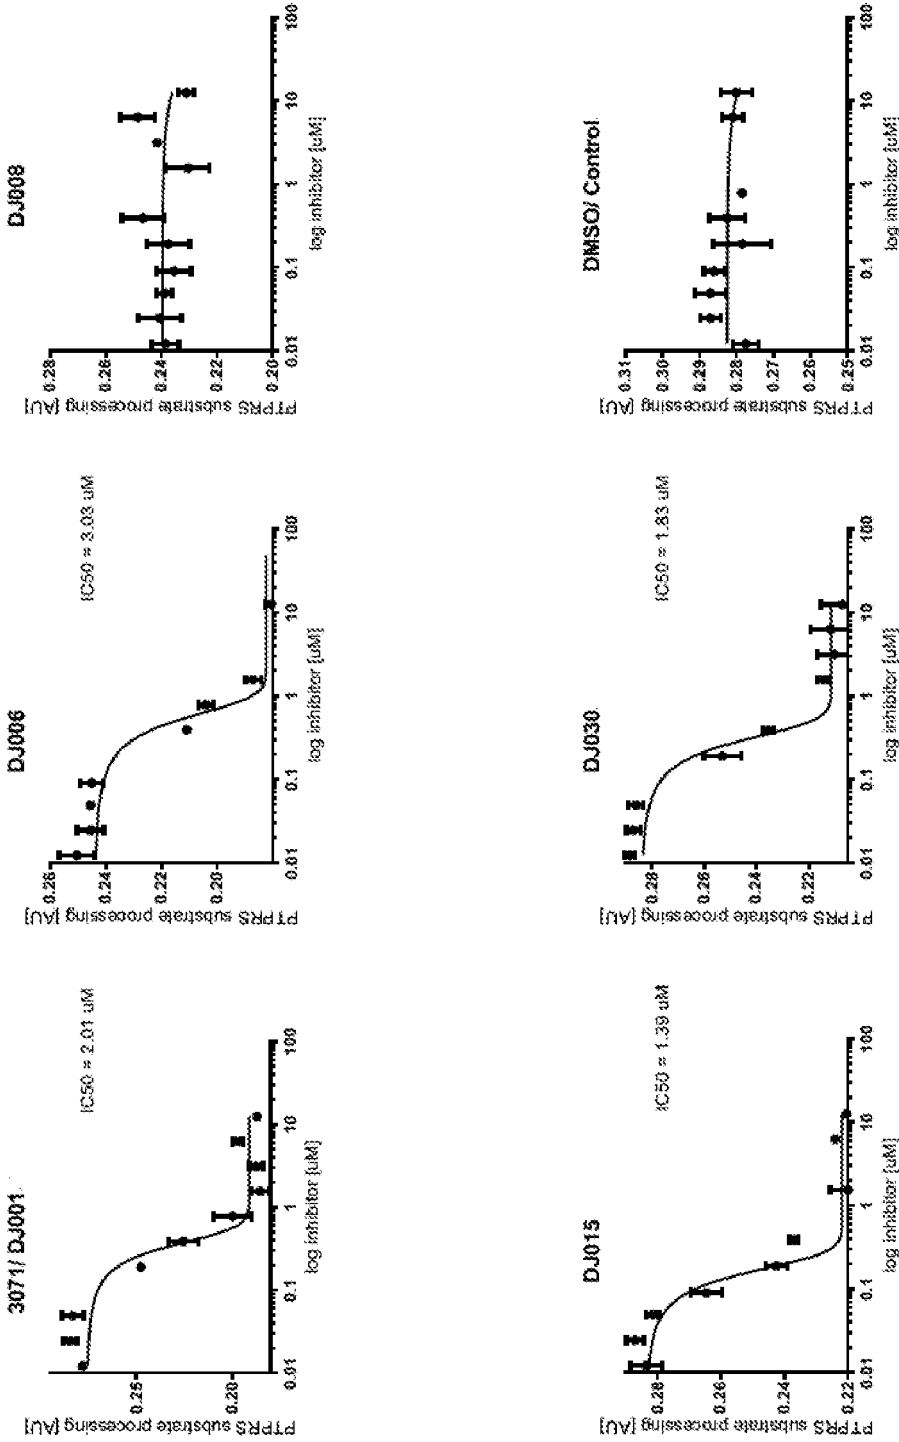 3071/ DJ001
IC50 = 2.01 uM
PTPRS substrate processing [AU]
0.25
0.20
0.01 0.1 1 10 100
log inhibitor [uM]
DJ006
IC50 = 3.03 uM
PTPRS substrate processing [AU]
0.26
0.24
0.22
0.20
0.01 0.1 1 10 100
log inhibitor [uM]
DJ008
PTPRS substrate processing [AU]
0.28
0.26
0.24
0.22
0.20
0.01 0.1 1 10 100
log inhibitor [uM]
DJ015
IC50 = 1.39 uM
PTPRS substrate processing [AU]
0.28
0.26
0.24
0.22
0.01 0.1 1 10 100
log inhibitor [uM]
DJ030
IC50 = 1.83 uM
PTPRS substrate processing [AU]
0.28
0.26
0.24
0.22
0.01 0.1 1 10 100
log inhibitor [uM]
DMSO/ Control
PTPRS substrate processing [AU]
0.31
0.30
0.29
0.28
0.27
0.26
0.25
0.01 0.1 1 10 100
log inhibitor [uM]